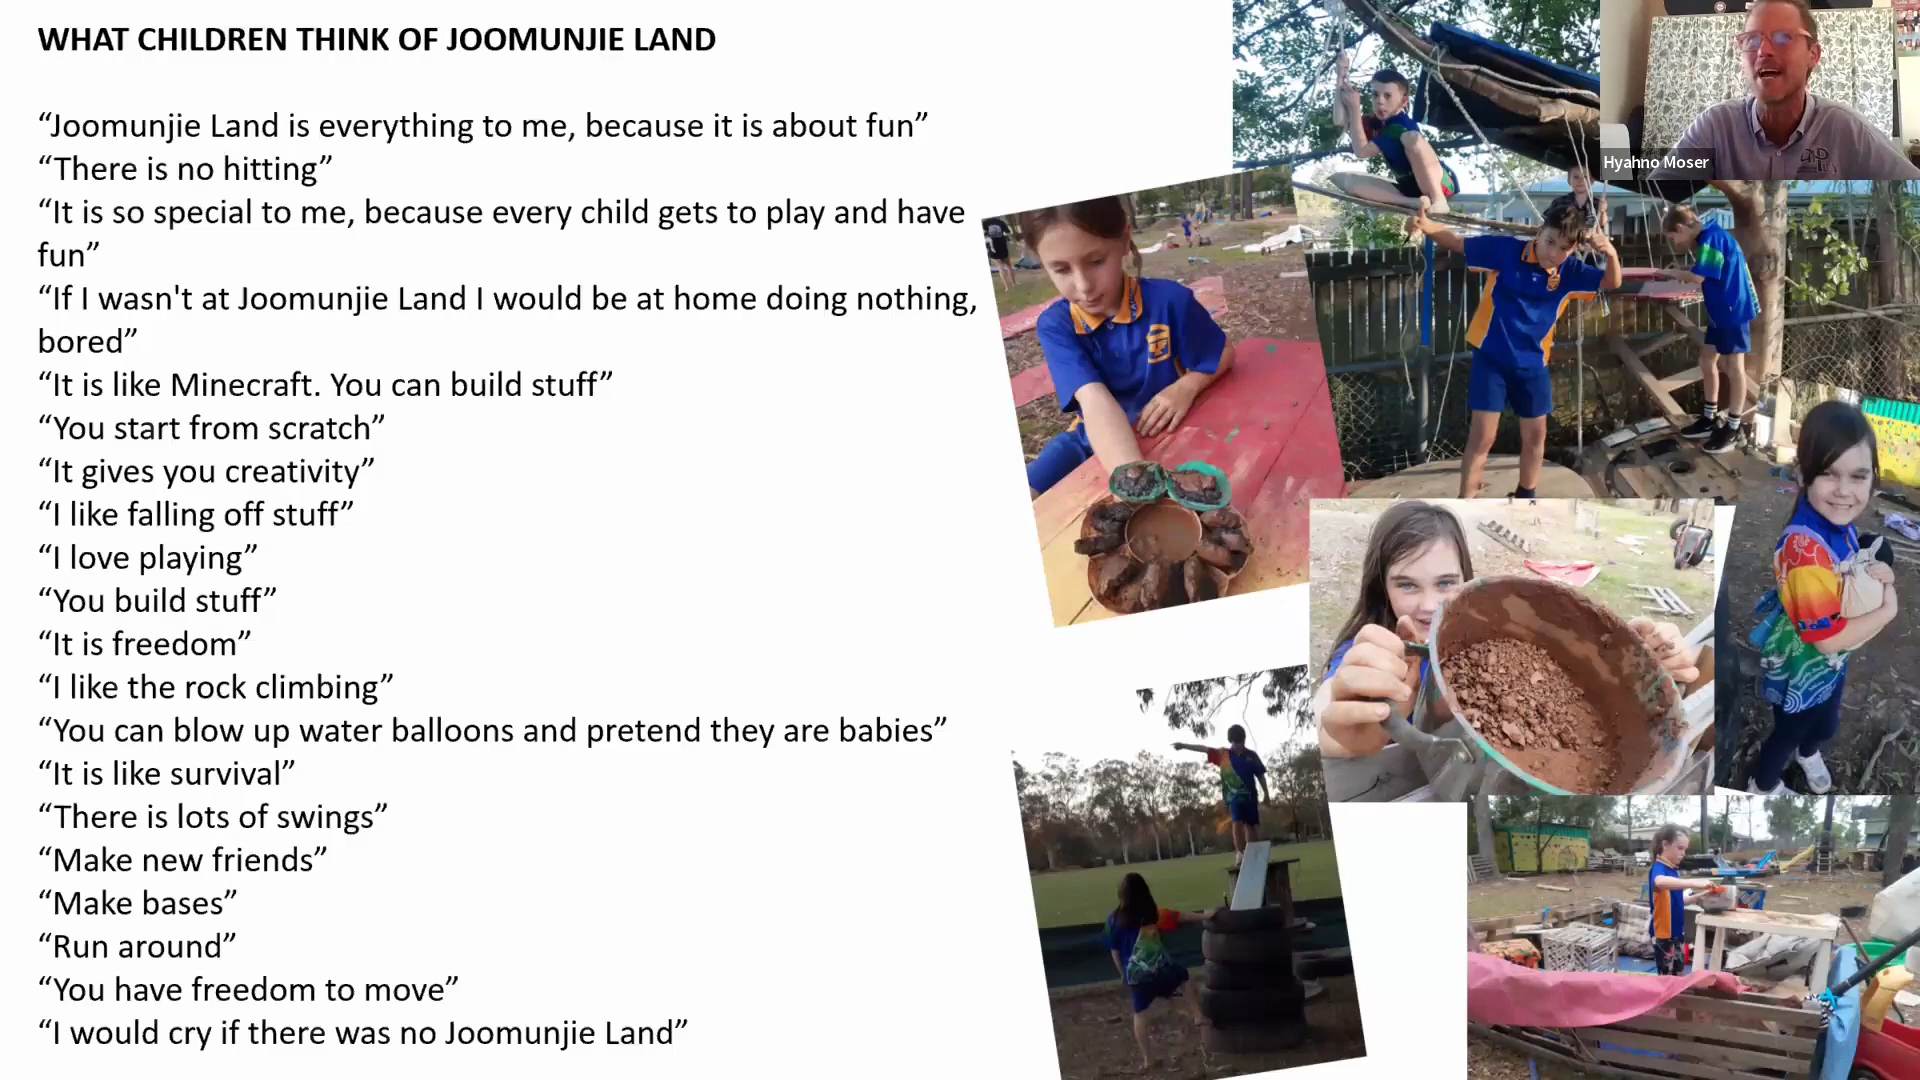 WHAT CHILDREN THINK OF JOOMUNJIE LAND
“Joomunjie Land is everything to me, because it is about fun”
“There is no hitting”
“It is so special to me, because every child gets to play and have
fun”
“If I wasn't at Joomunjie Land I would be at home doing nothing,
bored”
“It is like Minecraft. You can build stuff”
“You start from scratch”
“It gives you creativity”
“I like falling off stuff”
“I love playing”
“You build stuff”
“It is freedom”
“I like the rock climbing”
“You can blow up water balloons and pretend they are babies”
“It is like survival”
“There is lots of swings”
“Make new friends”
“Make bases”
“Run around”
“You have freedom to move”
“I would cry if there was no Joomunjie Land”
Hyahno Moser